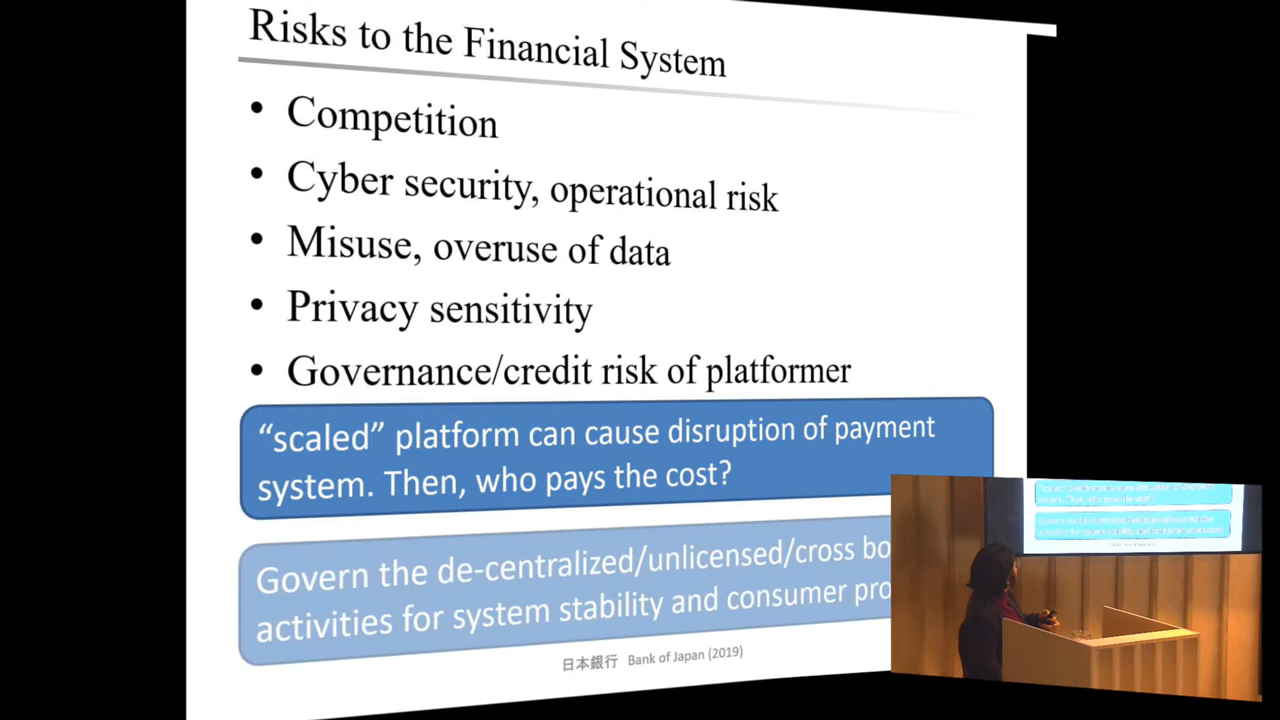 Risks to the Financial System
• Competition
• Cyber security, operational risk
• Misuse, overuse of data
• Privacy sensitivity
• Governance/credit risk of platformer
“scaled” platform can cause disruption of payment
system. Then, who pays the cost?
Govern the de-centralized/unlicensed/cross bo
activities for system stability and consumer pro
日本銀行 Bank of Japan (2019)